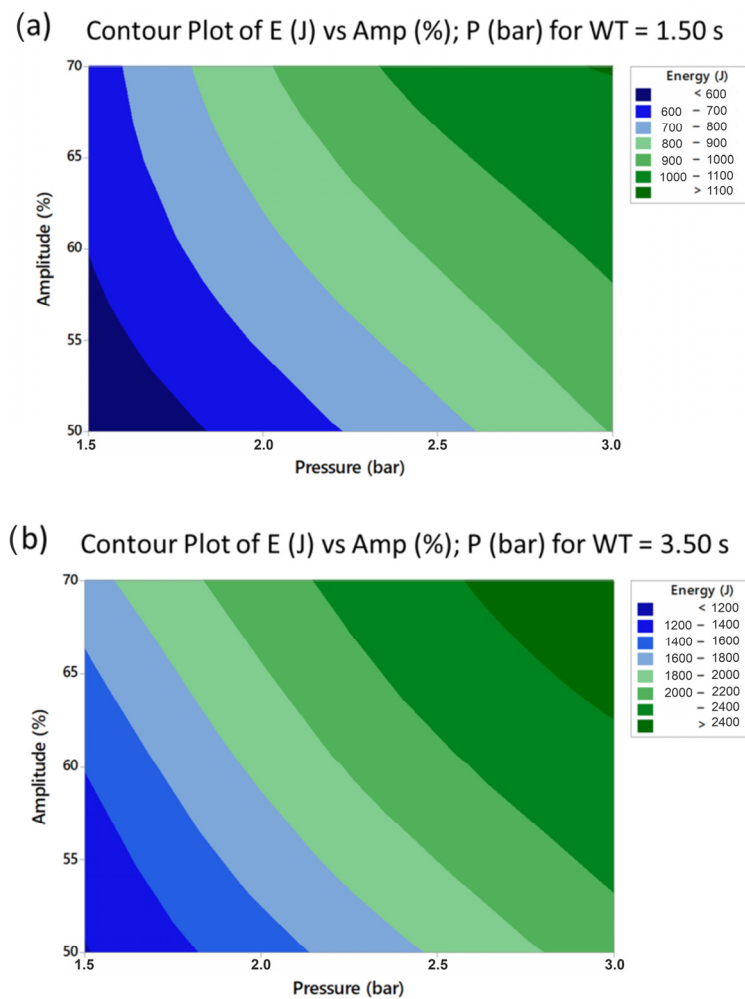 (a) Contour Plot of E (J) vs Amp (%); P (bar) for WT = 1.50 s
70
65
60
55
50
Amplitude (%)
1.5 2.0 2.5 3.0
Pressure (bar)
Energy (J)
< 600
600 – 700
700 – 800
800 – 900
900 – 1000
1000 – 1100
> 1100
(b) Contour Plot of E (J) vs Amp (%); P (bar) for WT = 3.50 s
70
65
60
55
50
Amplitude (%)
1.5 2.0 2.5 3.0
Pressure (bar)
Energy (J)
< 1200
1200 – 1400
1400 – 1600
1600 – 1800
1800 – 2000
2000 – 2200
– 2400
> 2400